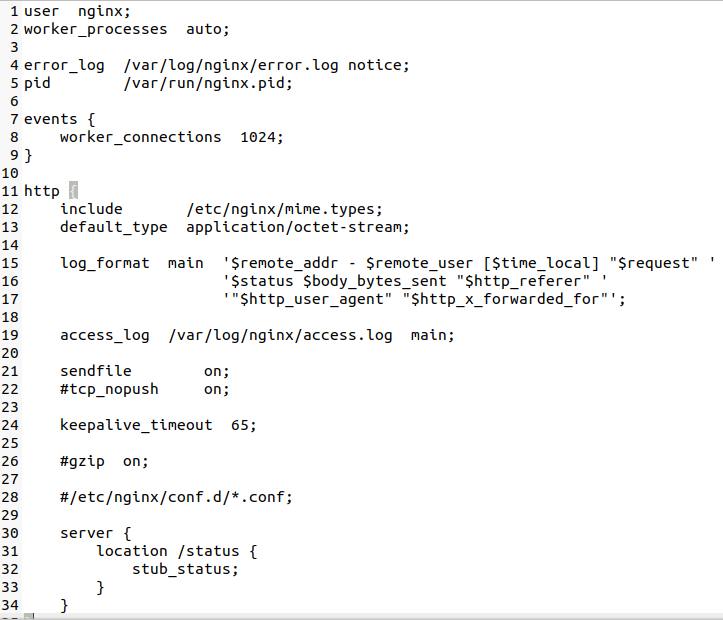 1 user  nginx;
2 worker_processes  auto;
3
4 error_log  /var/log/nginx/error.log notice;
5 pid        /var/run/nginx.pid;
6
7 events {
8     worker_connections  1024;
9 }
10
11 http {
12     include       /etc/nginx/mime.types;
13     default_type  application/octet-stream;
14
15     log_format  main  '$remote_addr - $remote_user [$time_local] "$request" '
16                       '$status $body_bytes_sent "$http_referer" '
17                       '"$http_user_agent" "$http_x_forwarded_for"';
18
19     access_log  /var/log/nginx/access.log  main;
20
21     sendfile        on;
22     #tcp_nopush     on;
23
24     keepalive_timeout  65;
25
26     #gzip  on;
27
28     #/etc/nginx/conf.d/*.conf;
29
30     server {
31         location /status {
32             stub_status;
33         }
34     }